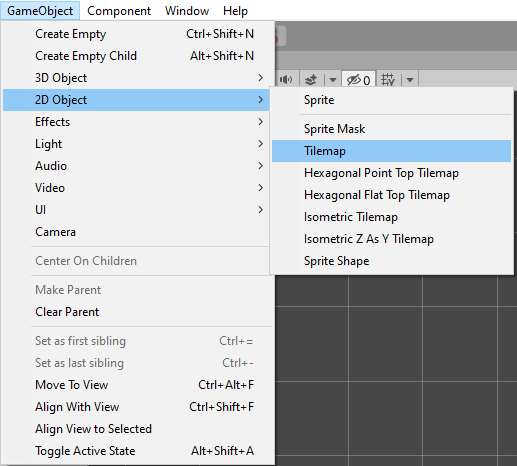 GameObject Component Window Help
Create Empty Ctrl+Shift+N
Create Empty Child Alt+Shift+N
3D Object
2D Object
Effects
Light
Audio
Video
UI
Camera
Center On Children
Make Parent
Clear Parent
Set as first sibling Ctrl+=
Set as last sibling Ctrl+-
Move To View Ctrl+Alt+F
Align With View Ctrl+Shift+F
Align View to Selected
Toggle Active State Alt+Shift+A
0
Sprite
Sprite Mask
Tilemap
Hexagonal Point Top Tilemap
Hexagonal Flat Top Tilemap
Isometric Tilemap
Isometric Z As Y Tilemap
Sprite Shape